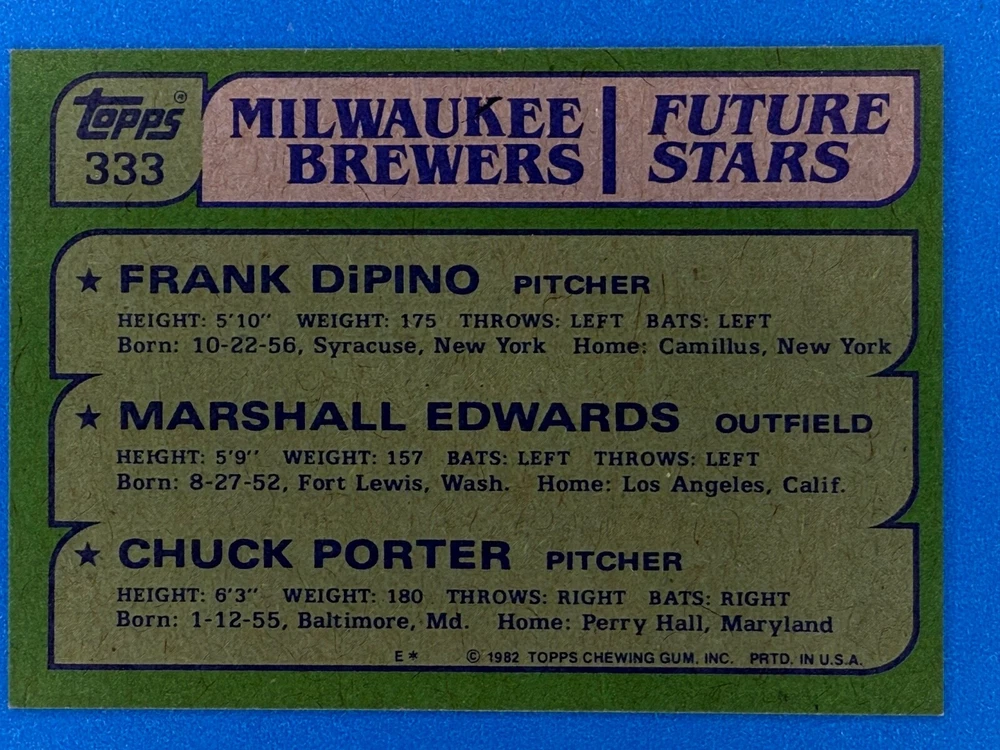 topps®
333
MILWAUKEE BREWERS | FUTURE STARS
★ FRANK DiPINO PITCHER
HEIGHT: 5'10" WEIGHT: 175 THROWS: LEFT BATS: LEFT
Born: 10-22-56, Syracuse, New York Home: Camillus, New York
★ MARSHALL EDWARDS OUTFIELD
HEIGHT: 5'9" WEIGHT: 157 BATS: LEFT THROWS: LEFT
Born: 8-27-52, Fort Lewis, Wash. Home: Los Angeles, Calif.
★ CHUCK PORTER PITCHER
HEIGHT: 6'3" WEIGHT: 180 THROWS: RIGHT BATS: RIGHT
Born: 1-12-55, Baltimore, Md. Home: Perry Hall, Maryland
E* © 1982 TOPPS CHEWING GUM, INC. PRTD. IN U.S.A.